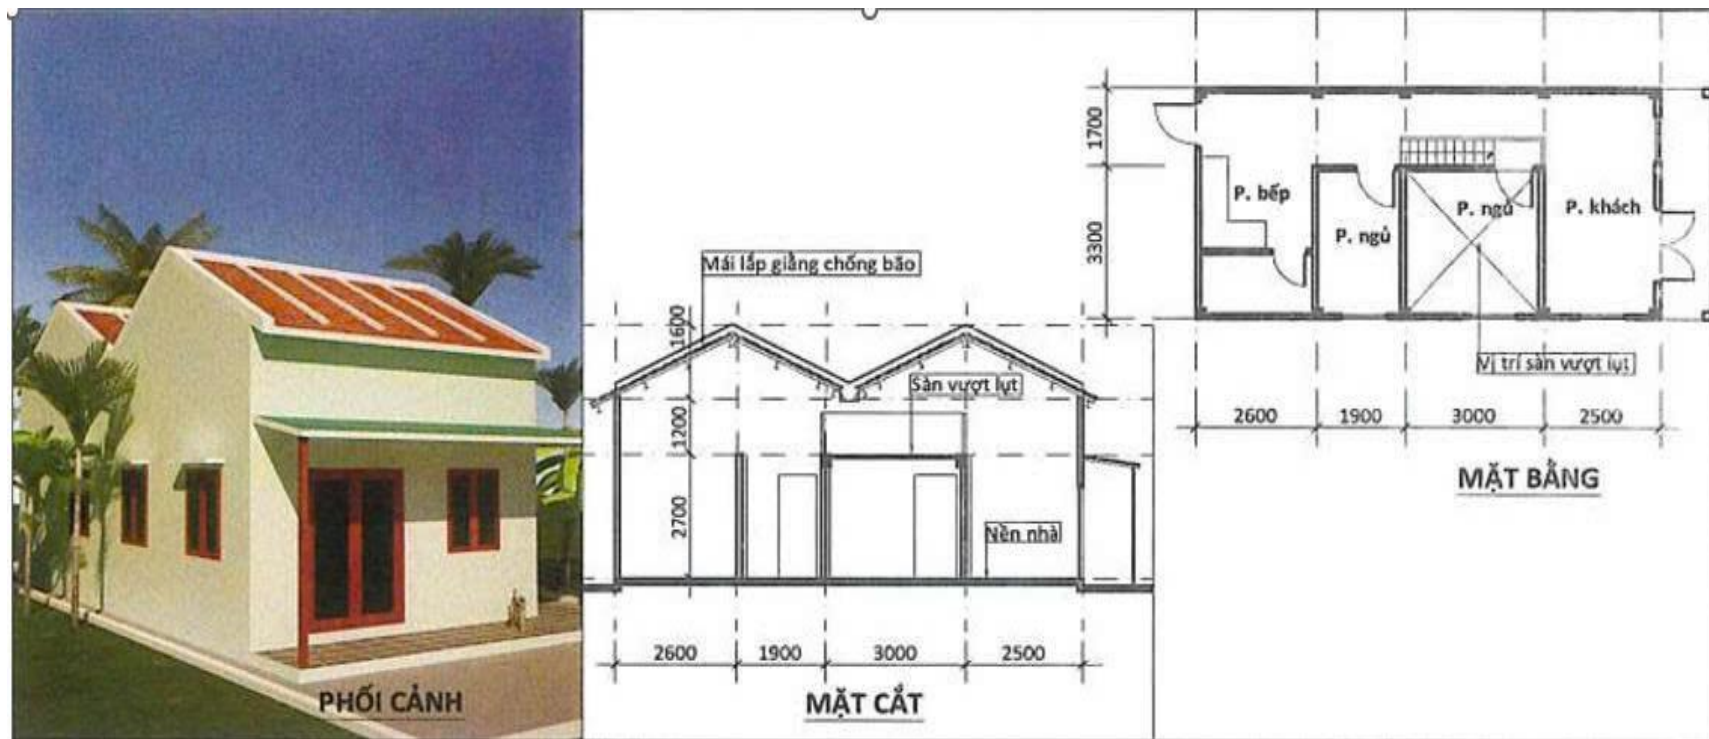 PHỐI CẢNH
Mái lắp giằng chống bão
Sàn vượt lụt
Nền nhà
1600
1200
2700
2600 1900 3000 2500
MẶT CẮT
1700
3300
P. bếp
P. ngủ
P. ngủ
P. khách
Vị trí sàn vượt lụt
2600 1900 3000 2500
MẶT BẰNG